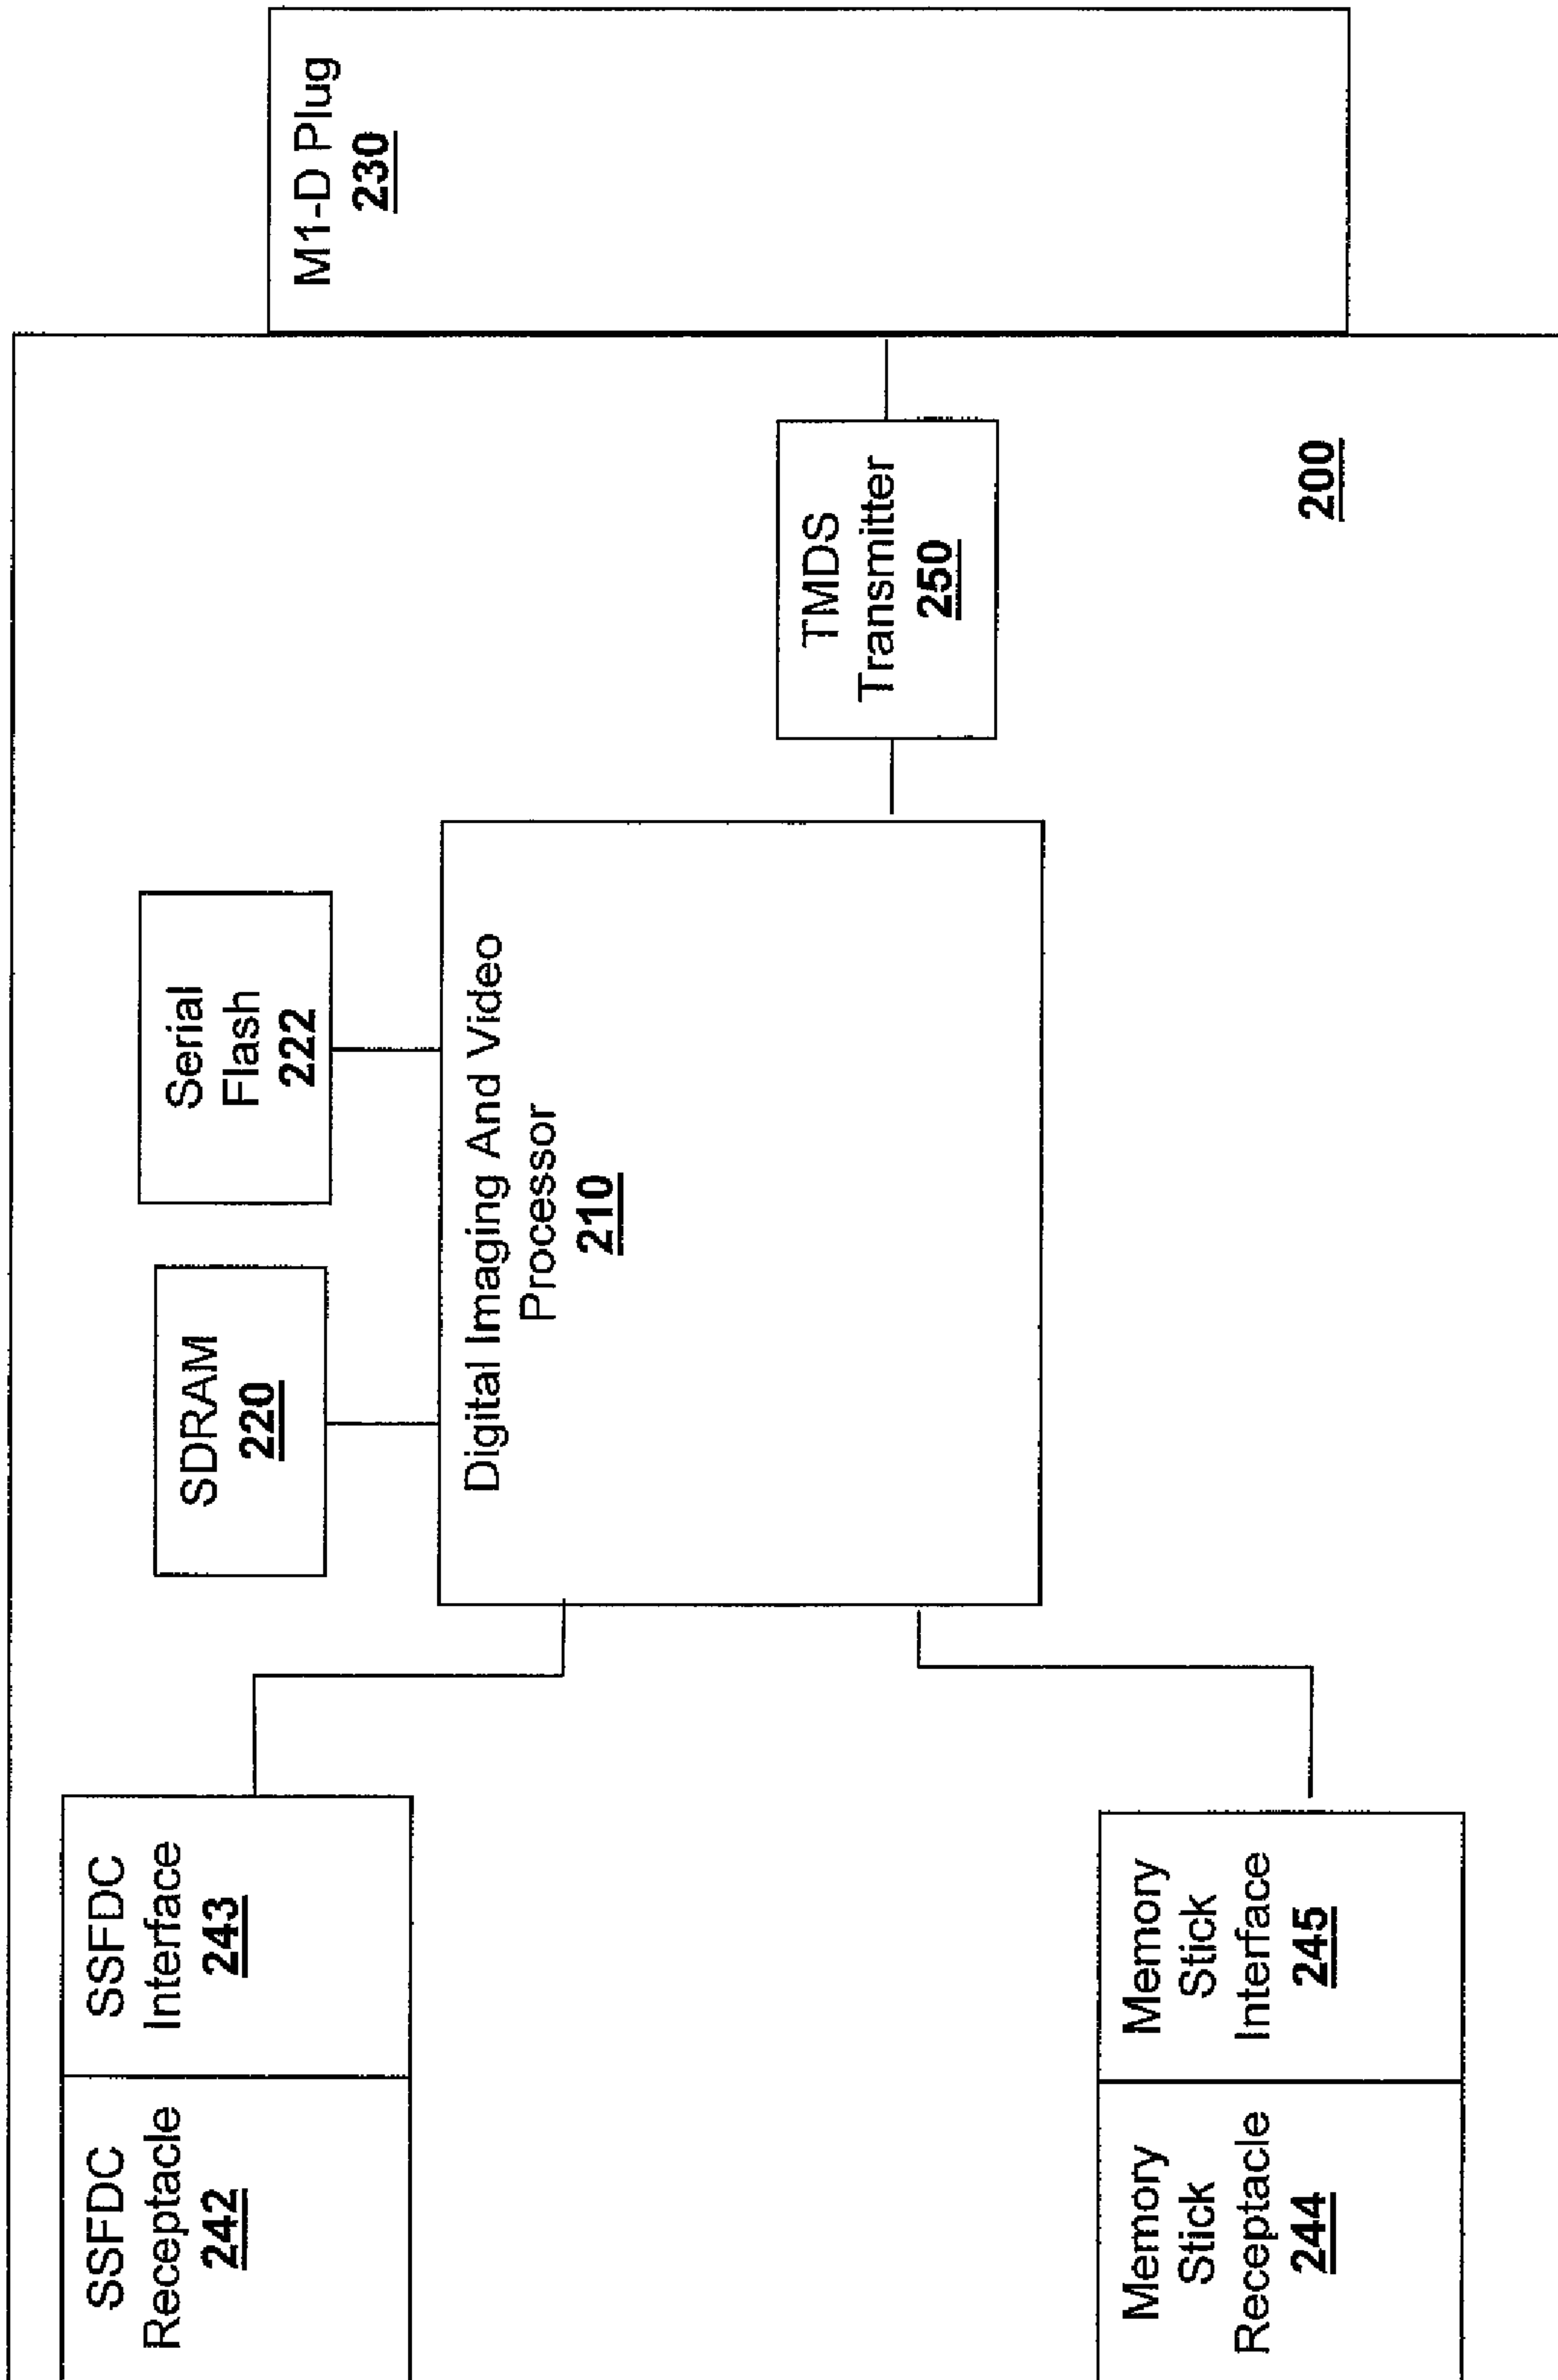 SSFDC
Receptacle
242
SSFDC
Interface
243
SDRAM
220
Serial
Flash
222
Digital Imaging And Video
Processor
210
TMDS
Transmitter
250
M1-D Plug
230
Memory
Stick
Receptacle
244
Memory
Stick
Interface
245
200